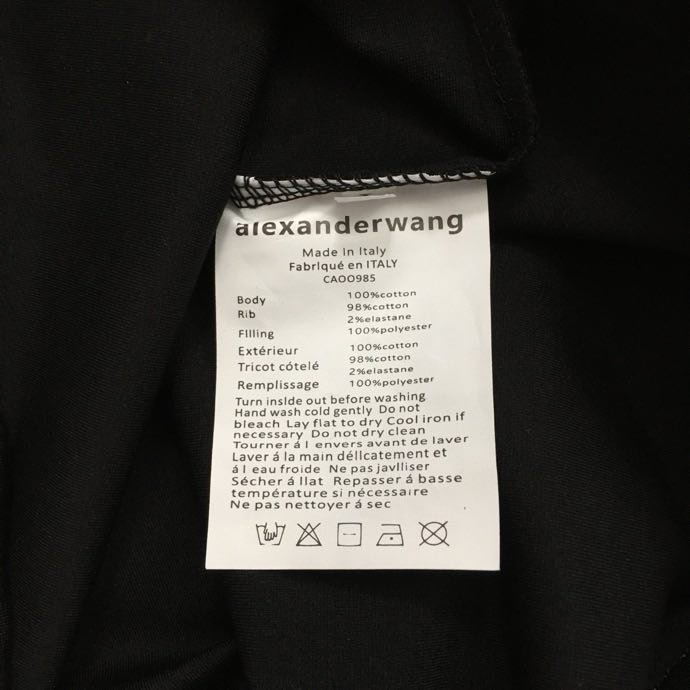 alexanderwang
Made In Italy
Fabrlqué en ITALY
CAOO985
Body 100%cotton
Rib 98%cotton
2%elastane
Fllling 100%polyester
Extérieur 100%cotton
Tricot cótelé 98%cotton
2%elastane
Remplissage 100%polyester
Turn inslde out before washing
Hand wash cold gently Do not
bleach Lay flat to dry Cool iron if
necessary Do not dry clean
Tourner á l envers avant de laver
Laver á la main déllcatement et
á l eau froide Ne pas javlliser
Sécher á llat Repasser á basse
température si nécessaire
Ne pas nettoyer á sec